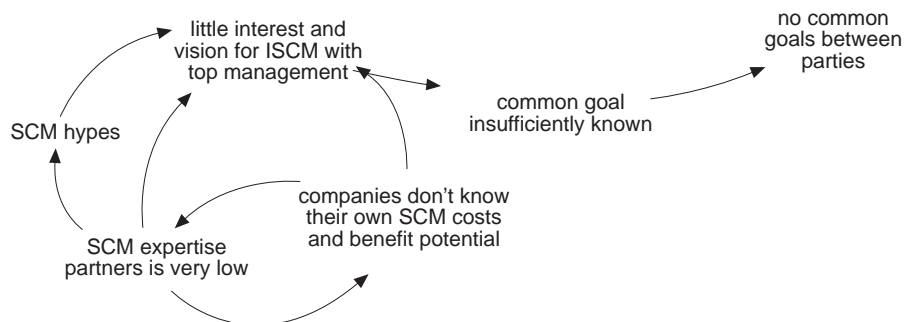 little interest and
vision for ISCM with
top management
no common
goals between
parties
common goal
insufficiently known
SCM hypes
companies don't know
their own SCM costs
and benefit potential
SCM expertise
partners is very low